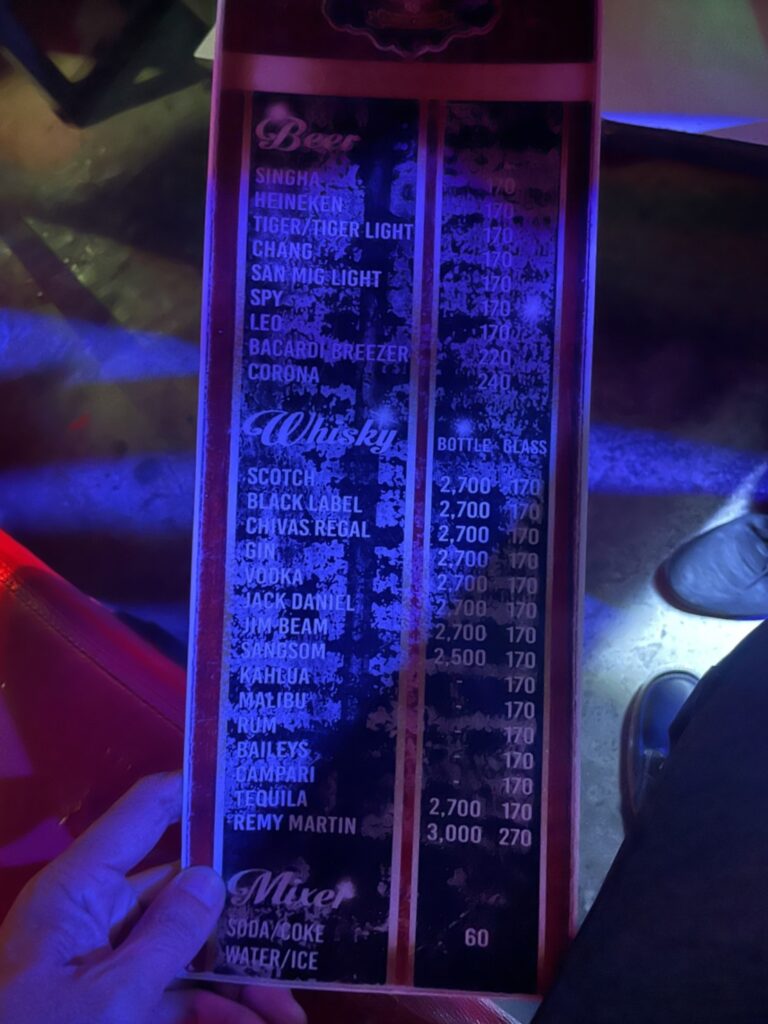 Beer
SINGHA 170
HEINEKEN 170
TIGER/TIGER LIGHT 170
CHANG 170
SAN MIG LIGHT 170
SPY 170
LEO 170
BACARDI BREEZER 220
CORONA 240
Whisky BOTTLE - GLASS
SCOTCH 2,700 170
BLACK LABEL 2,700 170
CHIVAS REGAL 2,700 170
GIN 2,700 170
VODKA 2,700 170
JACK DANIEL 2,700 170
JIM BEAM 2,700 170
SANGSOM 2,500 170
KAHLUA - 170
MALIBU - 170
RUM - 170
BAILEYS - 170
CAMPARI - 170
TEQUILA 2,700 170
REMY MARTIN 3,000 270
Mixer
SODA/COKE 60
WATER/ICE